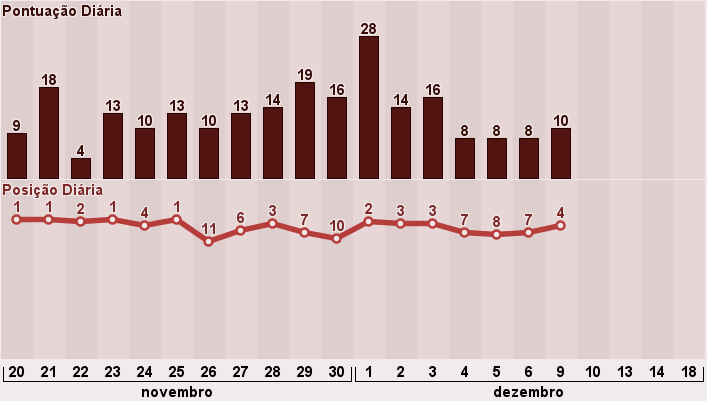 Pontuação Diária
9 18 4 13 10 13 10 13 14 19 16 28 14 16 8 8 8 10
Posição Diária
1 1 2 1 4 1 11 6 3 7 10 2 3 3 7 8 7 4
20 21 22 23 24 25 26 27 28 29 30 1 2 3 4 5 6 9 10 13 14 18
novembro dezembro